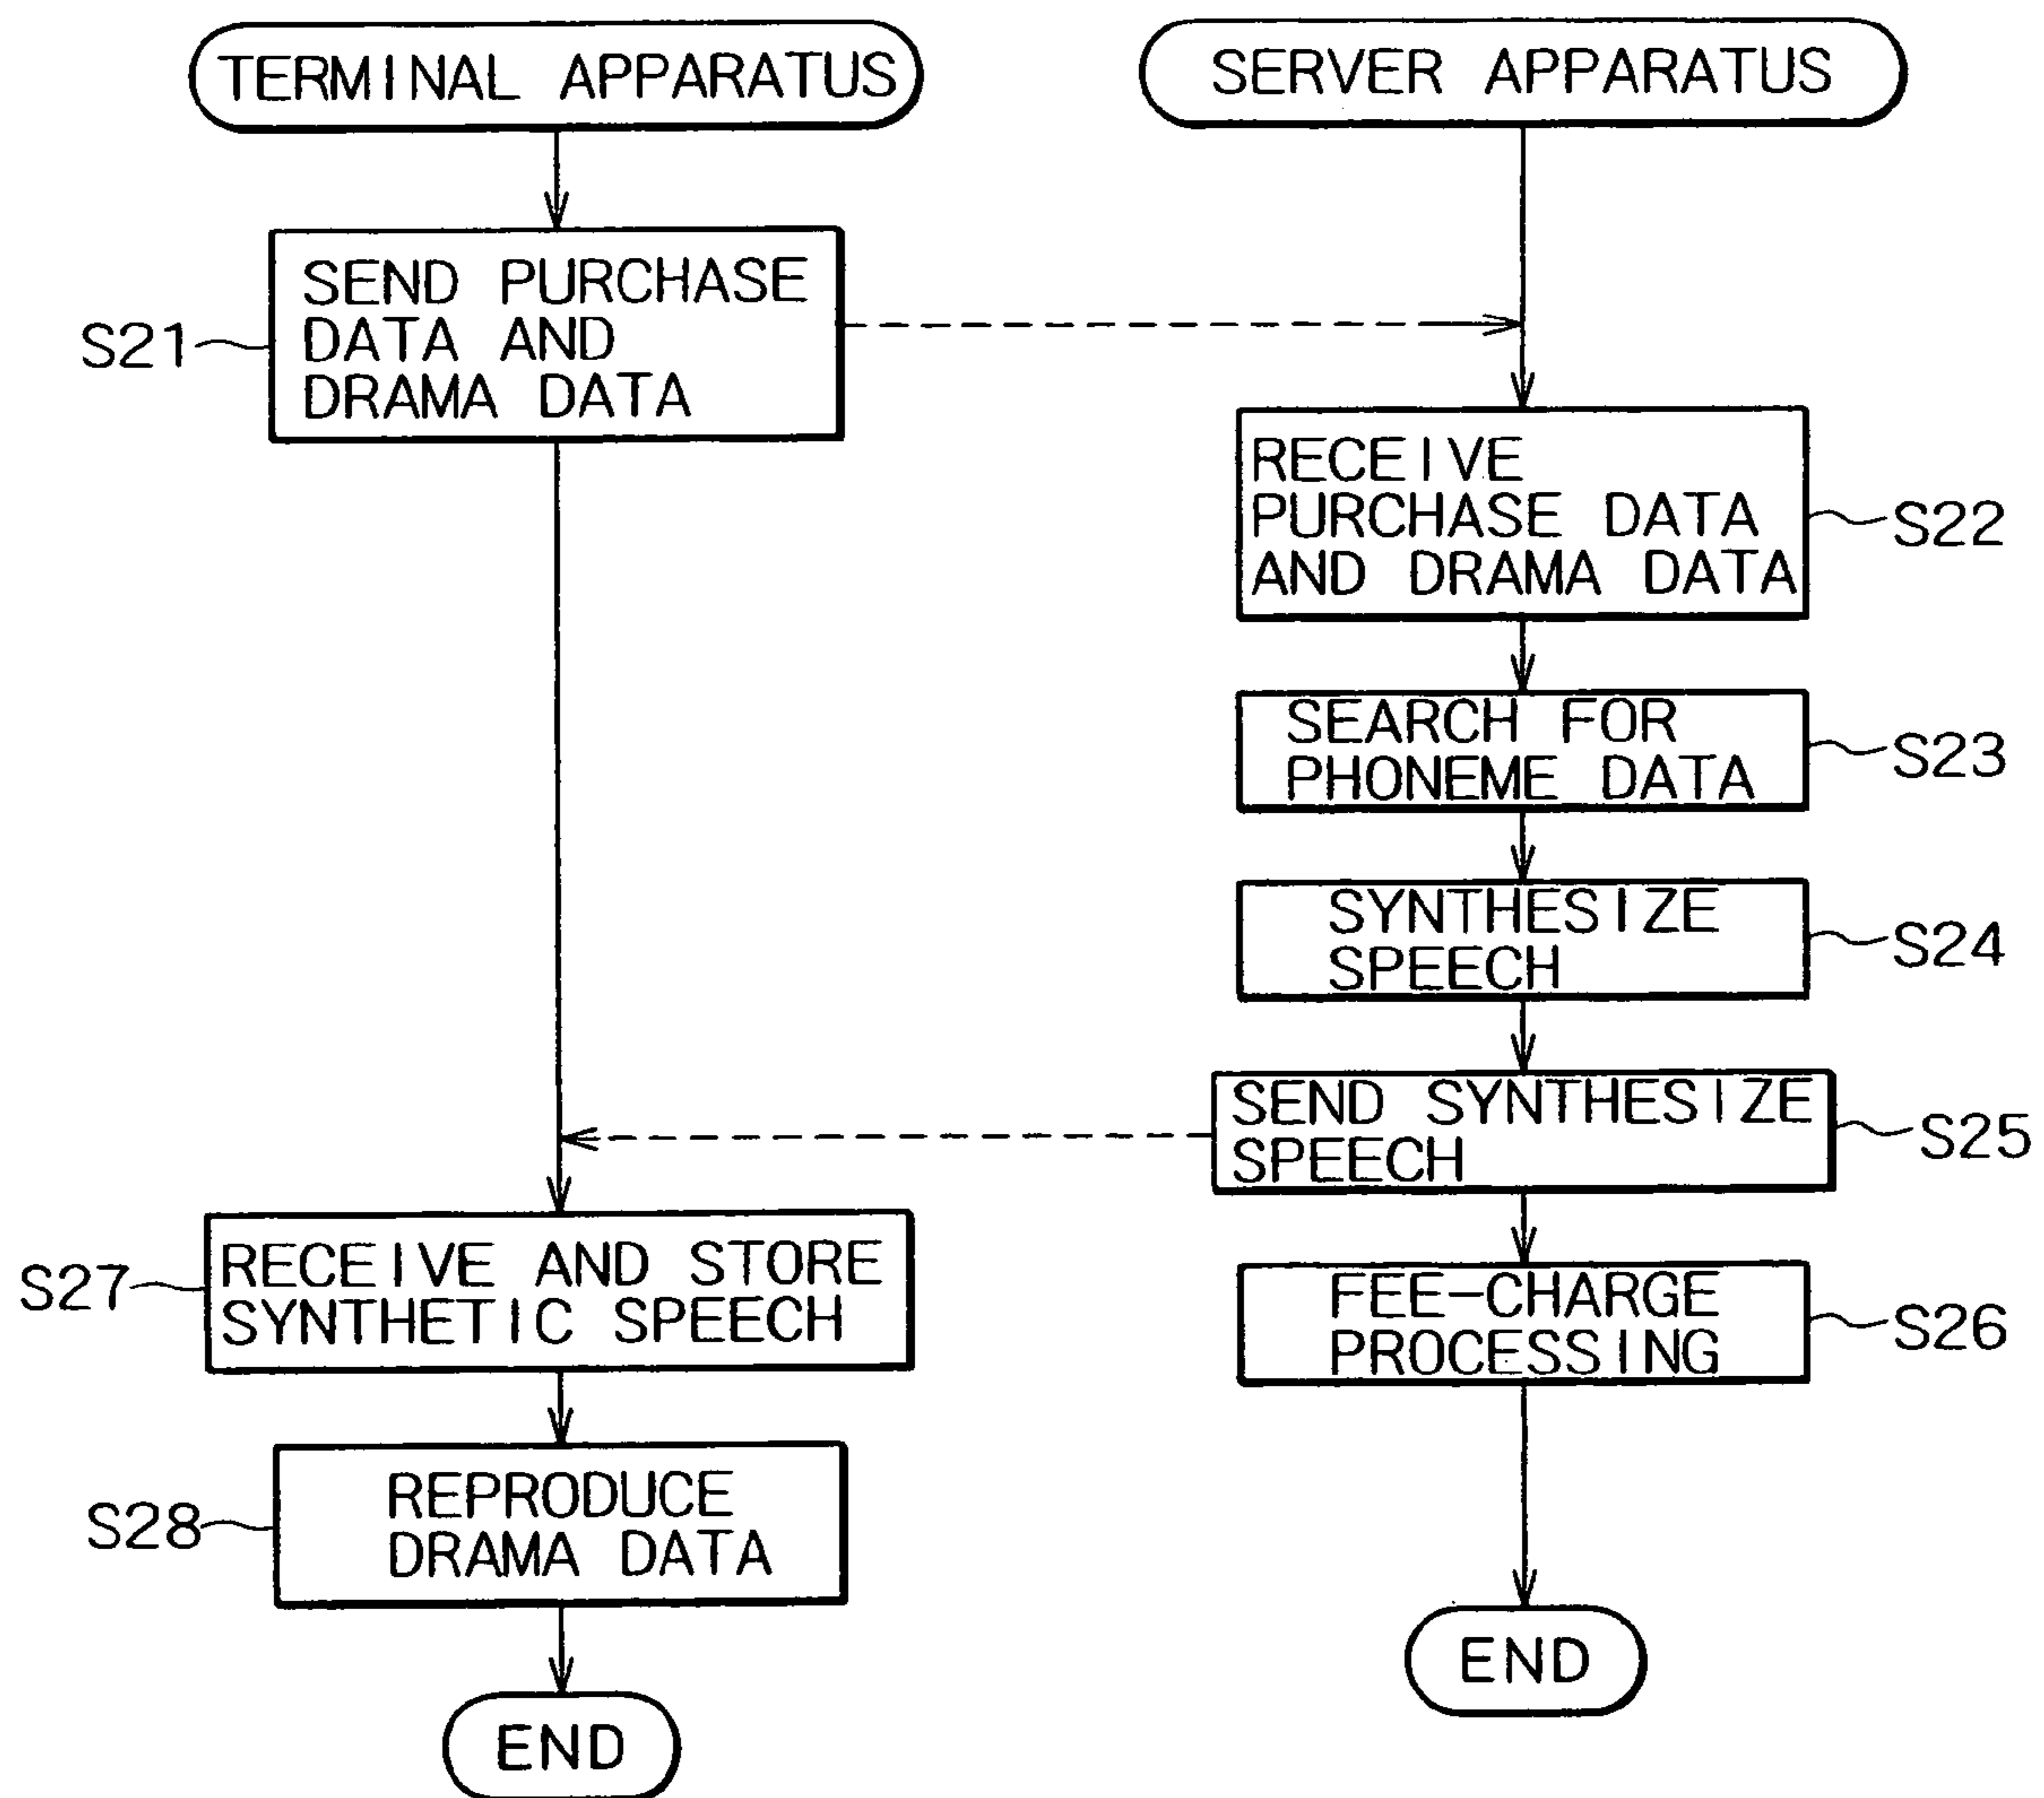 TERMINAL APPARATUS
SERVER APPARATUS
SEND PURCHASE
DATA AND
DRAMA DATA
S21
RECEIVE
PURCHASE DATA
AND DRAMA DATA
S22
SEARCH FOR
PHONEME DATA
S23
SYNTHESIZE
SPEECH
S24
SEND SYNTHESIZE
SPEECH
S25
RECEIVE AND STORE
SYNTHETIC SPEECH
S27
FEE-CHARGE
PROCESSING
S26
REPRODUCE
DRAMA DATA
S28
END
END